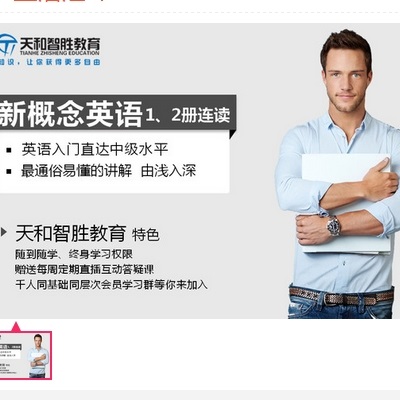 天和智胜教育
TIANHE ZHISHENG EDUCATION
知识，让你获得更多自由
新概念英语1、2册连读
英语入门直达中级水平
最通俗易懂的讲解 由浅入深
天和智胜教育 特色
随到随学、终身学习权限
赠送每周定期直播互动答疑课
千人同基础同层次会员学习群等你来加入